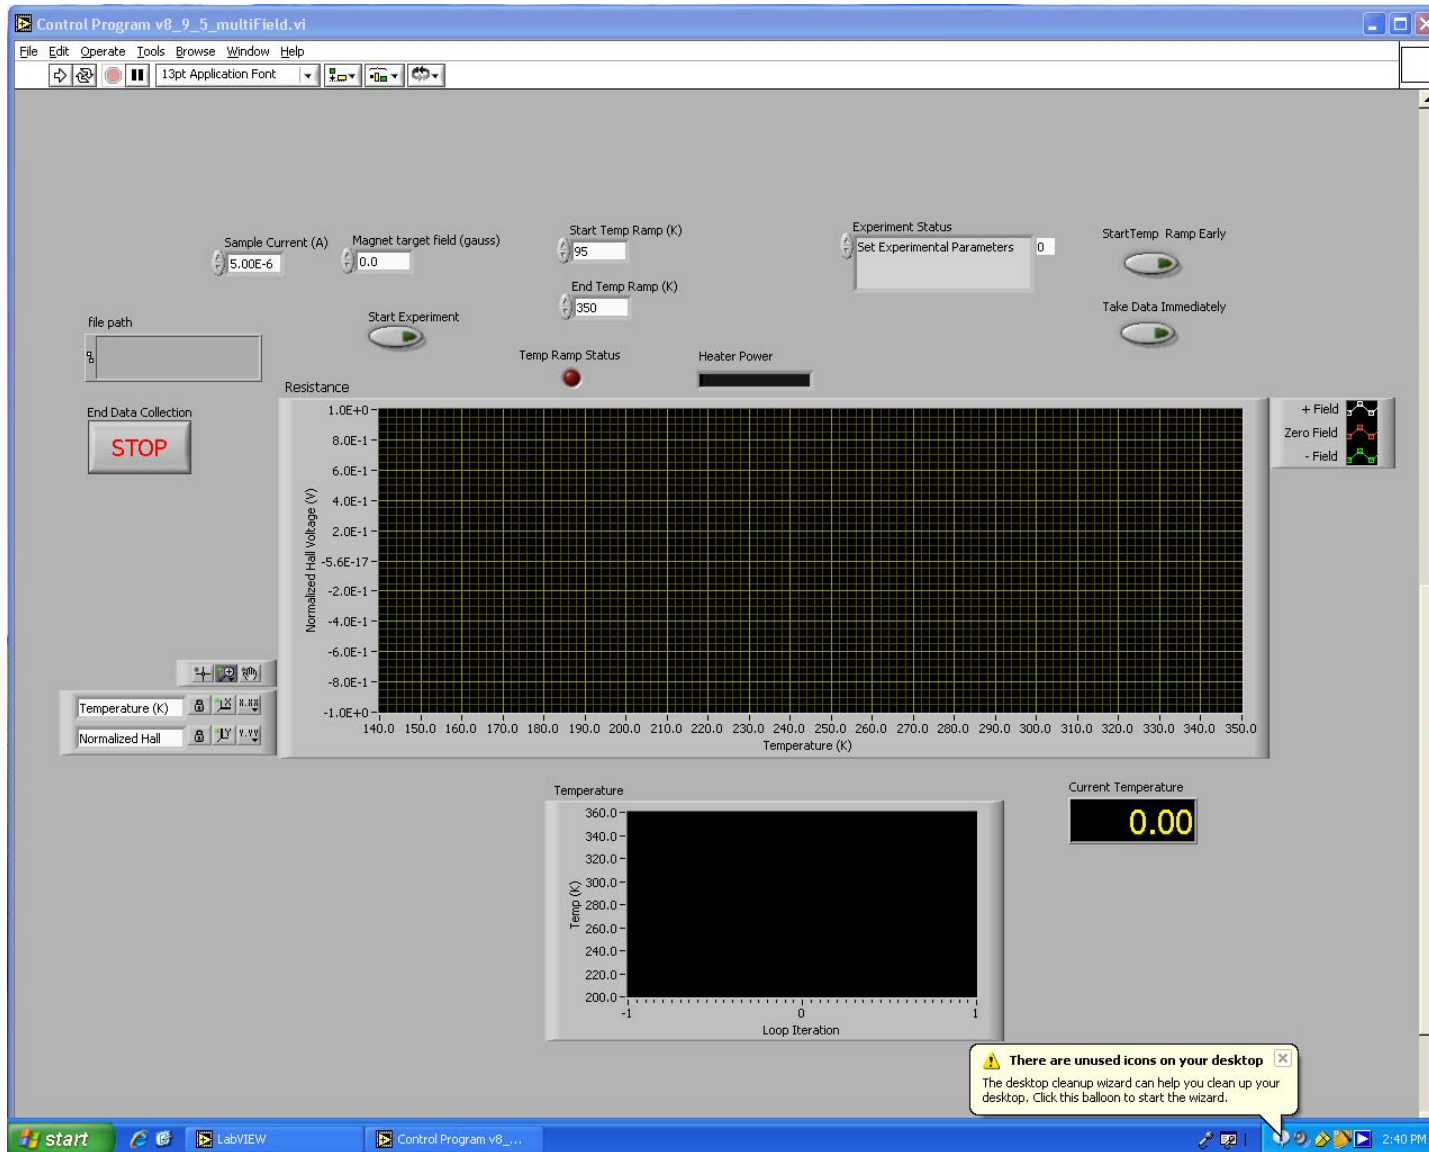 Control Program v8_9_5_multiField.vi
File Edit Operate Tools Browse Window Help
13pt Application Font
Sample Current (A)
5.00E-6
Magnet target field (gauss)
0.0
Start Temp Ramp (K)
95
End Temp Ramp (K)
350
Experiment Status
Set Experimental Parameters
0
StartTemp Ramp Early
Take Data Immediately
file path
Start Experiment
Temp Ramp Status
Heater Power
End Data Collection
STOP
Resistance
1.0E+0
8.0E-1
6.0E-1
4.0E-1
2.0E-1
-5.6E-17
-2.0E-1
-4.0E-1
-6.0E-1
-8.0E-1
-1.0E+0
Normalized Hall Voltage (V)
140.0 150.0 160.0 170.0 180.0 190.0 200.0 210.0 220.0 230.0 240.0 250.0 260.0 270.0 280.0 290.0 300.0 310.0 320.0 330.0 340.0 350.0
Temperature (K)
+ Field
Zero Field
- Field
Temperature (K)
X.XX
Normalized Hall
Y.YY
Temperature
360.0
340.0
320.0
300.0
280.0
260.0
240.0
220.0
200.0
Temp (K)
-1 0 1
Loop Iteration
Current Temperature
0.00
There are unused icons on your desktop
The desktop cleanup wizard can help you clean up your
desktop. Click this balloon to start the wizard.
start
LabVIEW
Control Program v8_...
2:40 PM